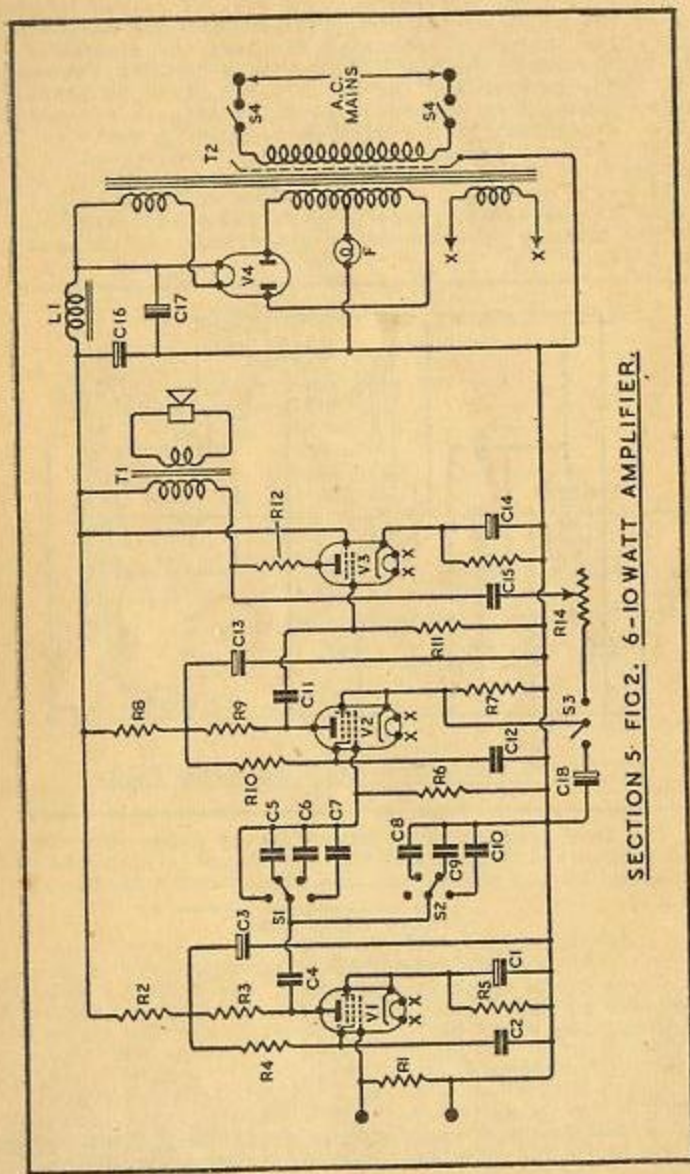 A.C.
MAINS
S4
S4
T2
X
X
F
V4
L1
C16
C17
T1
R12
V3
X X
C14
C15
R14
S3
C18
C13
R11
C11
R8
R9
R10
V2
X X
R7
C12
R6
C5
C6
C7
S1
C8
C9
C10
S2
C3
C4
R2
R3
R4
V1
X X
C1
R5
C2
R1
SECTION 5. FIG 2. 6-10 WATT AMPLIFIER.